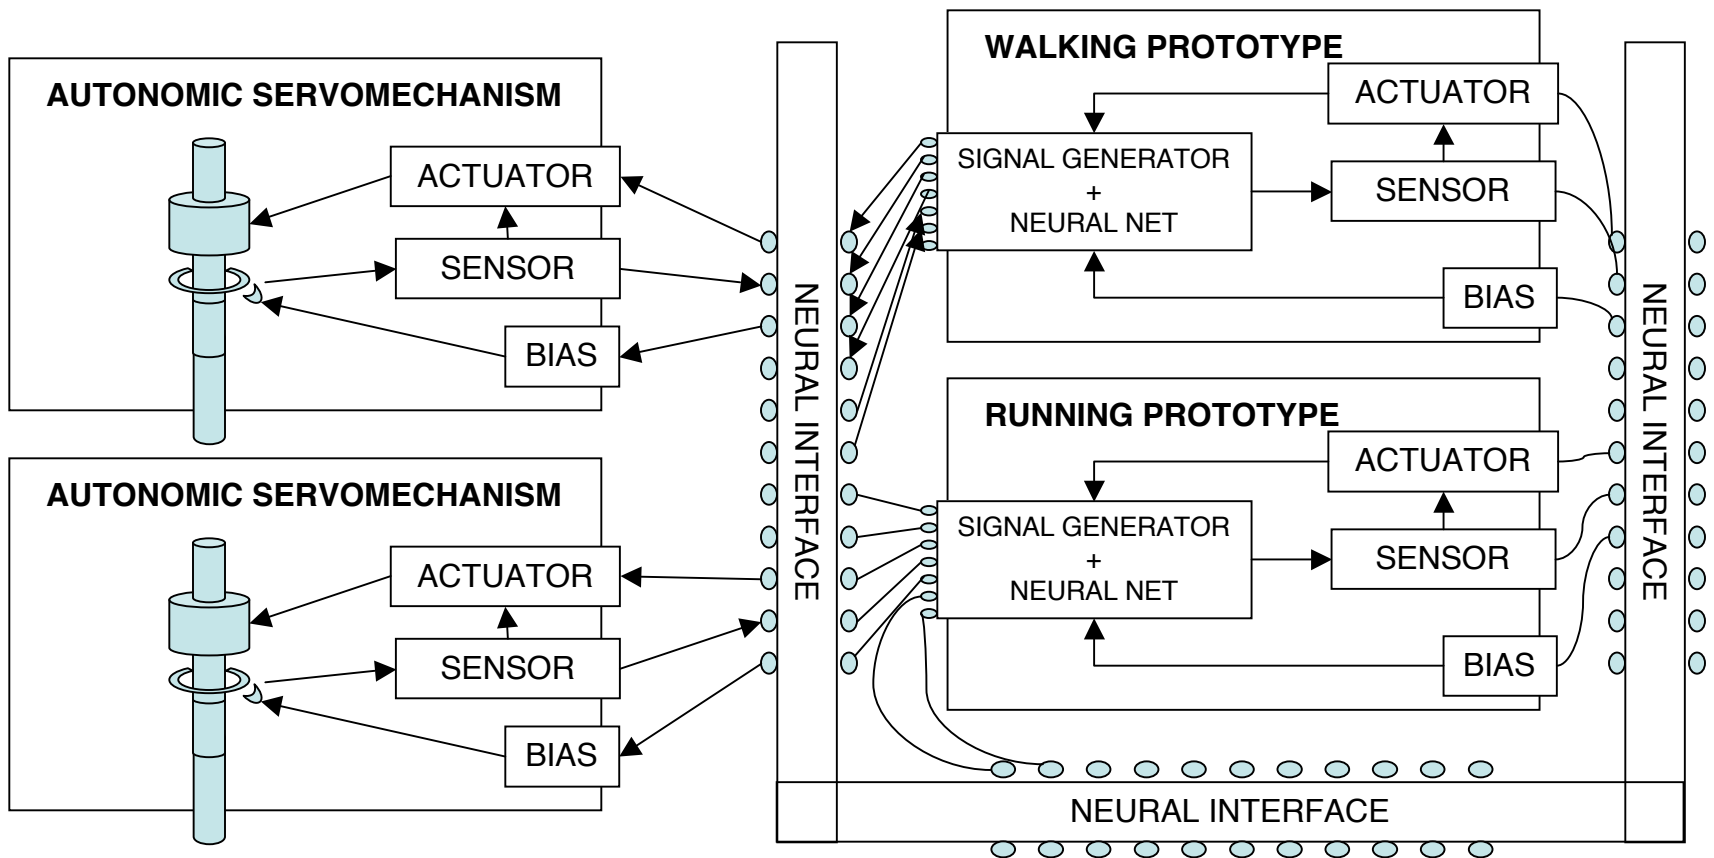 AUTONOMIC SERVOMECHANISM
ACTUATOR
SENSOR
BIAS
AUTONOMIC SERVOMECHANISM
ACTUATOR
SENSOR
BIAS
NEURAL INTERFACE
WALKING PROTOTYPE
ACTUATOR
SIGNAL GENERATOR
+
NEURAL NET
SENSOR
BIAS
RUNNING PROTOTYPE
ACTUATOR
SIGNAL GENERATOR
+
NEURAL NET
SENSOR
BIAS
NEURAL INTERFACE
NEURAL INTERFACE